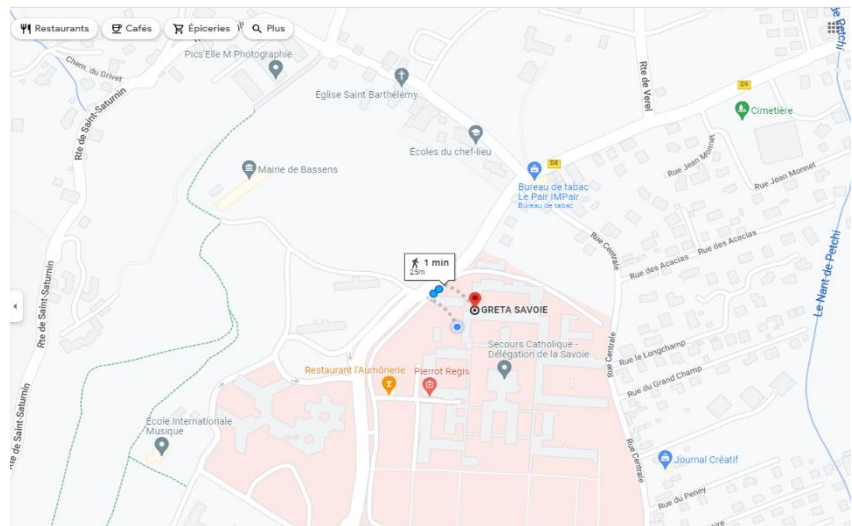 Restaurants
Cafés
Épiceries
Plus
Pics'Elle M Photographie
Chem. du Grivet
Rte de Saint-Saturnin
Église Saint Barthélemy
Écoles du chef-lieu
Mairie de Bassens
D8
Bureau de tabac
Le Pair IMPair
Bureau de tabac
Rte de Verel
D9
Cimetière
Rue Jean Monnet
Rue Jean Monnet
Rue des Acacias
Rue des Acacias
Rue Centrale
Le Nant de Petchi
1 min
25m
GRETA SAVOIE
Secours Catholique -
Délégation de la Savoie
Restaurant l'Aumônerie
Pierrot Regis
Rte de Saint-Saturnin
École Internationale
Musique
Rue Centrale
Rue le Longchamp
Rue du Grand Champ
Rue Centrale
Journal Créatif
Rue du Peney